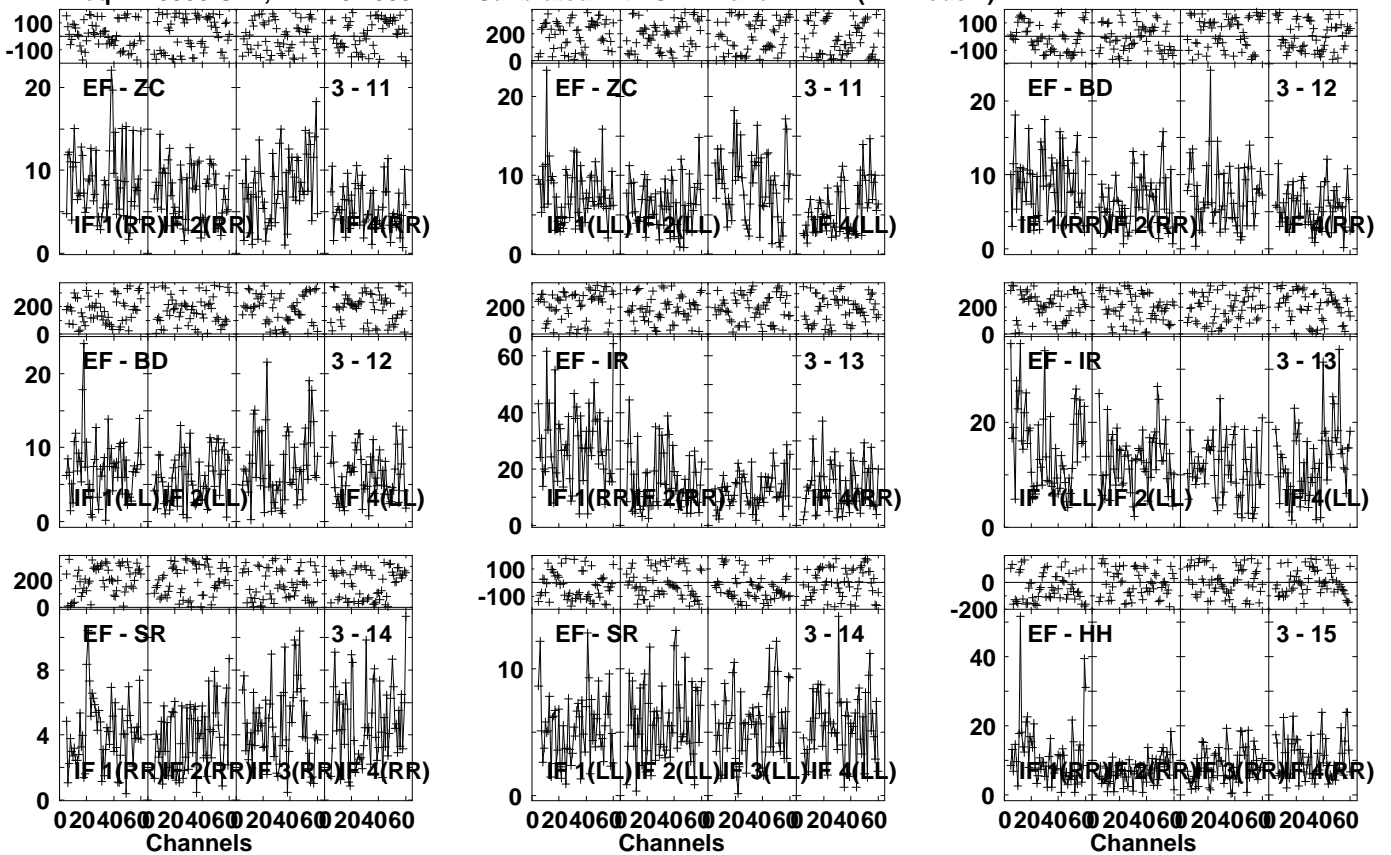 100 200 100
-100 0 -100
EF - ZC 3 - 11 EF - ZC 3 - 11 EF - BD 3 - 12
20 20 20
10 10 10
IF 1(RR) IF 2(RR) IF 4(RR) IF 1(LL) IF 2(LL) IF 4(LL) IF 1(RR) IF 2(RR) IF 4(RR)
0 0 0
200 200 200
0 0 0
EF - BD 3 - 12 EF - IR 3 - 13 EF - IR 3 - 13
20 60 20
10 40
20
IF 1(LL) IF 2(LL) IF 4(LL) IF 1(RR) IF 2(RR) IF 4(RR) IF 1(LL) IF 2(LL) IF 4(LL)
0 0 0
200 100 0
0 -100 -200
EF - SR 3 - 14 EF - SR 3 - 14 EF - HH 3 - 15
8 10 40
4 20
IF 1(RR) IF 2(RR) IF 3(RR) IF 4(RR) IF 1(LL) IF 2(LL) IF 3(LL) IF 4(LL) IF 1(RR) IF 2(RR) IF 3(RR) IF 4(RR)
0 0 0
0 20 40 60 0 20 40 60 0 20 40 60 0 20 40 60 0 20 40 60 0 20 40 60 0 20 40 60 0 20 40 60 0 20 40 60 0 20 40 60 0 20 40 60 0 20 40 60
Channels Channels Channels